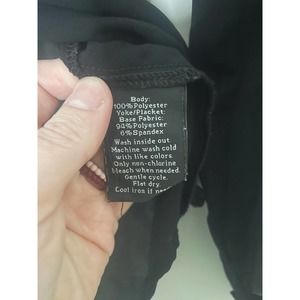 Body:
100%Polyester
Yoke/Placket:
Base Fabric:
94%Polyester
6%Spandex
Wash inside out.
Machine wash cold
with like colors.
Only non-chlorine
bleach when needed.
Gentle cycle.
Flat dry.
Cool iron if